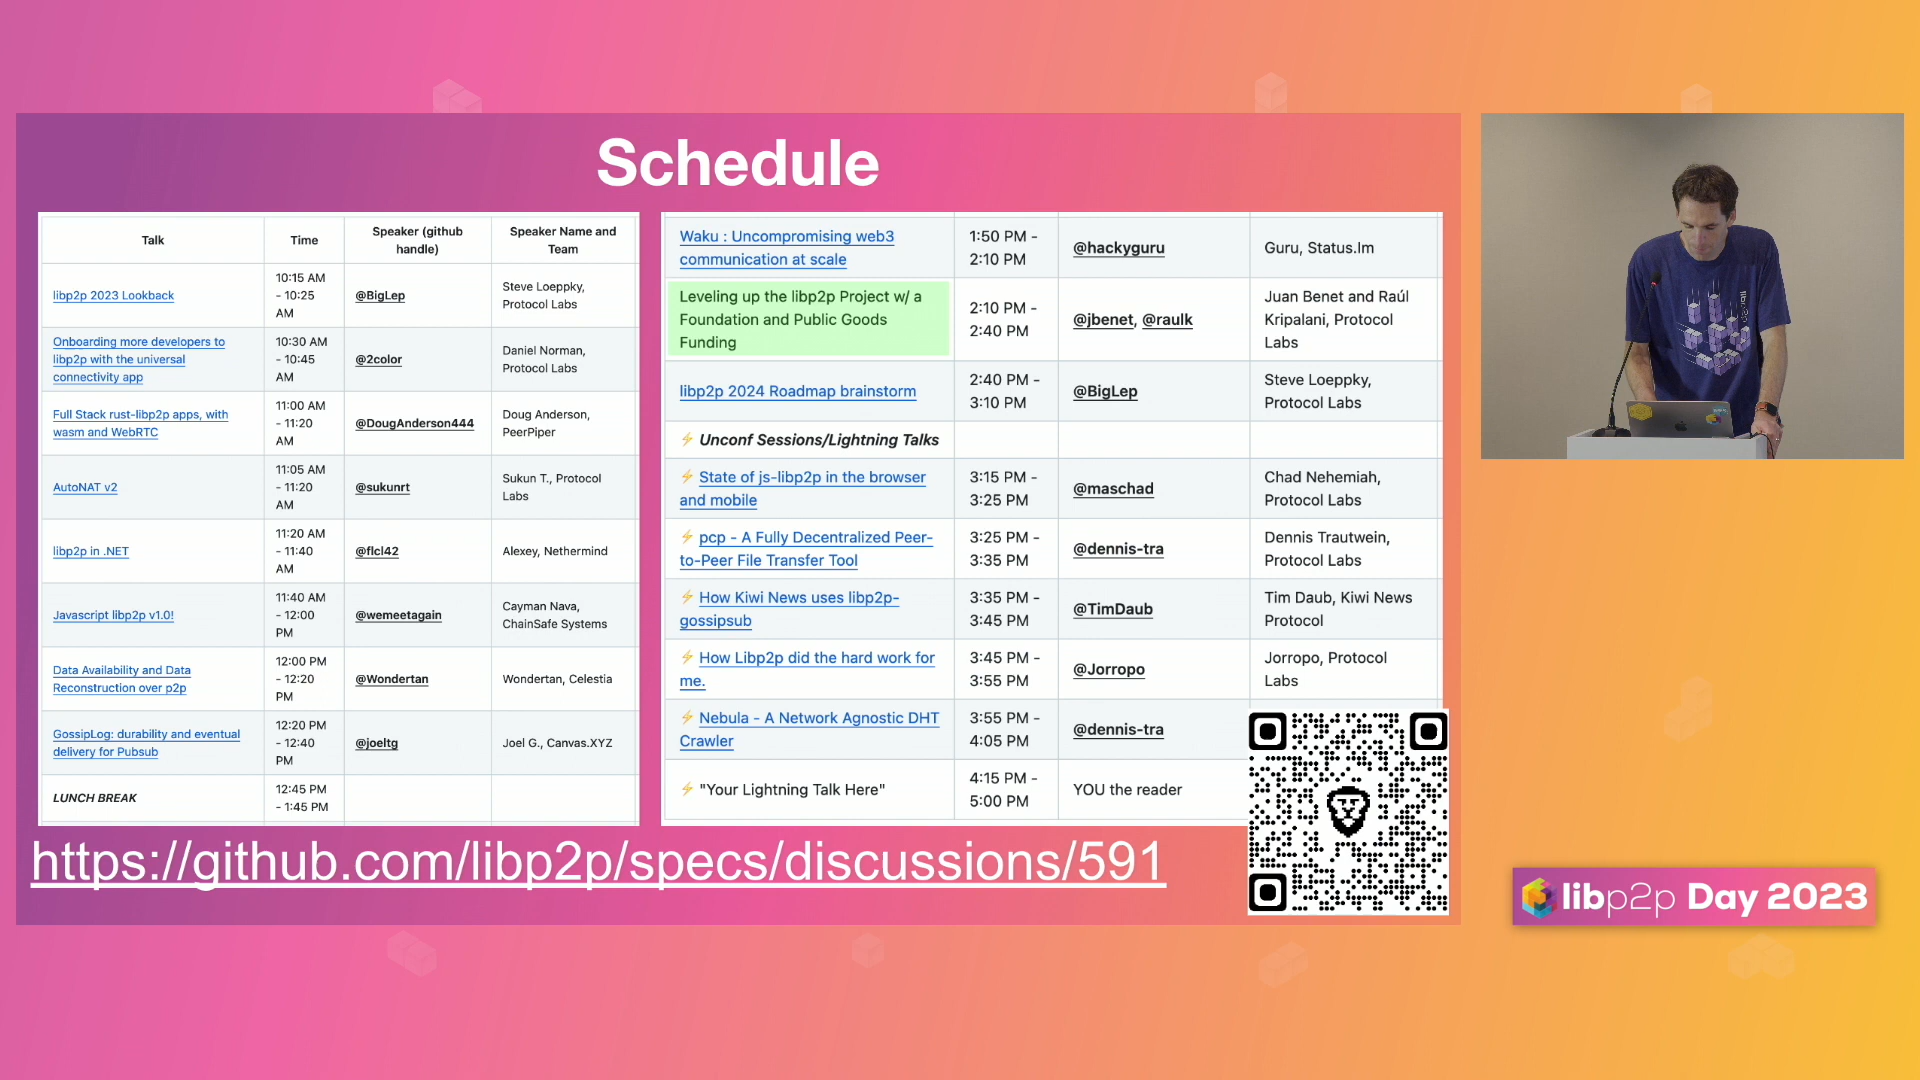 Schedule
Talk
Time
Speaker (github
handle)
Speaker Name and
Team
libp2p 2023 Lookback
10:15 AM
- 10:25
AM
@BigLep
Steve Loeppky,
Protocol Labs
Onboarding more developers to
libp2p with the universal
connectivity app
10:30 AM
- 10:45
AM
@2color
Daniel Norman,
Protocol Labs
Full Stack rust-libp2p apps, with
wasm and WebRTC
11:00 AM
- 11:20
AM
@DougAnderson444
Doug Anderson,
PeerPiper
AutoNAT v2
11:05 AM
- 11:20
AM
@sukunrt
Sukun T., Protocol
Labs
libp2p in .NET
11:20 AM
- 11:40
AM
@flcl42
Alexey, Nethermind
Javascript libp2p v1.0!
11:40 AM
- 12:00
PM
@wemeetagain
Cayman Nava,
ChainSafe Systems
Data Availability and Data
Reconstruction over p2p
12:00 PM
- 12:20
PM
@Wondertan
Wondertan, Celestia
GossipLog: durability and eventual
delivery for Pubsub
12:20 PM
- 12:40
PM
@joeltg
Joel G., Canvas.XYZ
LUNCH BREAK
12:45 PM
- 1:45 PM
Waku : Uncompromising web3
communication at scale
1:50 PM -
2:10 PM
@hackyguru
Guru, Status.Im
Leveling up the libp2p Project w/ a
Foundation and Public Goods
Funding
2:10 PM -
2:40 PM
@jbenet, @raulk
Juan Benet and Raúl
Kripalani, Protocol
Labs
libp2p 2024 Roadmap brainstorm
2:40 PM -
3:10 PM
@BigLep
Steve Loeppky,
Protocol Labs
⚡ Unconf Sessions/Lightning Talks
⚡ State of js-libp2p in the browser
and mobile
3:15 PM -
3:25 PM
@maschad
Chad Nehemiah,
Protocol Labs
⚡ pcp - A Fully Decentralized Peer-
to-Peer File Transfer Tool
3:25 PM -
3:35 PM
@dennis-tra
Dennis Trautwein,
Protocol Labs
⚡ How Kiwi News uses libp2p-
gossipsub
3:35 PM -
3:45 PM
@TimDaub
Tim Daub, Kiwi News
Protocol
⚡ How Libp2p did the hard work for
me.
3:45 PM -
3:55 PM
@Jorropo
Jorropo, Protocol
Labs
⚡ Nebula - A Network Agnostic DHT
Crawler
3:55 PM -
4:05 PM
@dennis-tra
⚡ "Your Lightning Talk Here"
4:15 PM -
5:00 PM
YOU the reader
https://github.com/libp2p/specs/discussions/591
libp2p Day 2023